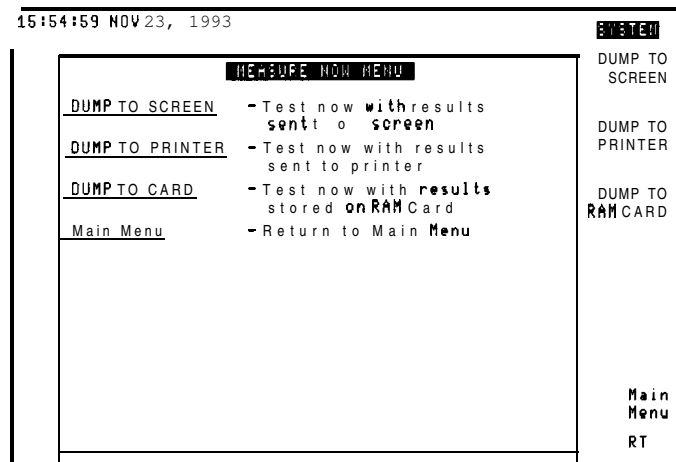 15:54:59 NOV 23, 1993
SYSTEM
MEASURE NOW MENU
DUMP TO SCREEN - Test now with results
sent t o screen
DUMP TO PRINTER - Test now with results
sent to printer
DUMP TO CARD - Test now with results
stored on RAM Card
Main Menu - Return to Main Menu
DUMP TO
SCREEN
DUMP TO
PRINTER
DUMP TO
RAM CARD
Main
Menu
RT